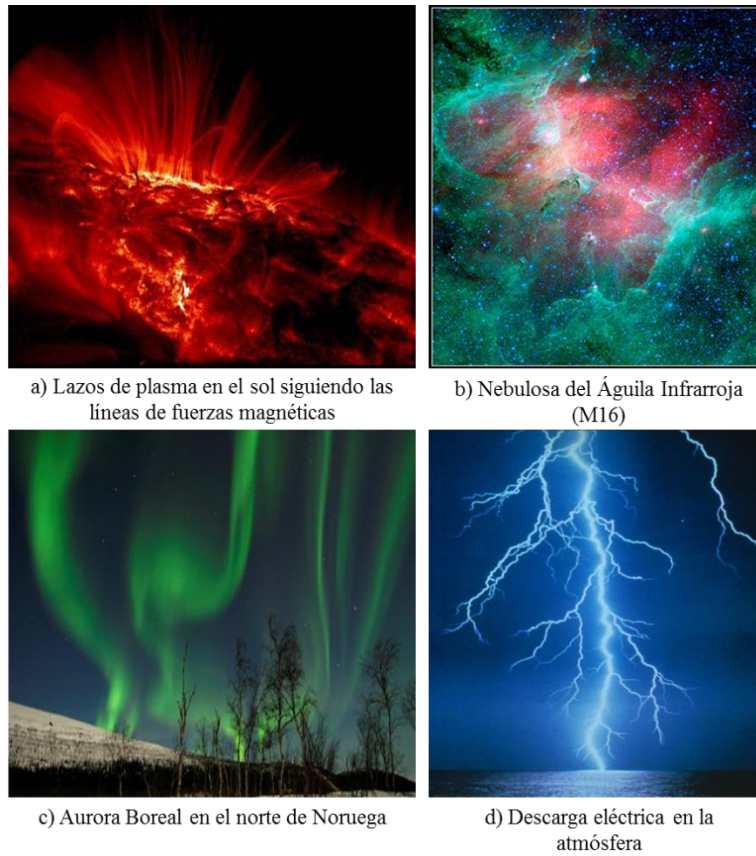 a) Lazos de plasma en el sol siguiendo las
líneas de fuerzas magnéticas
b) Nebulosa del Águila Infrarroja
(M16)
c) Aurora Boreal en el norte de Noruega
d) Descarga eléctrica en la
atmósfera